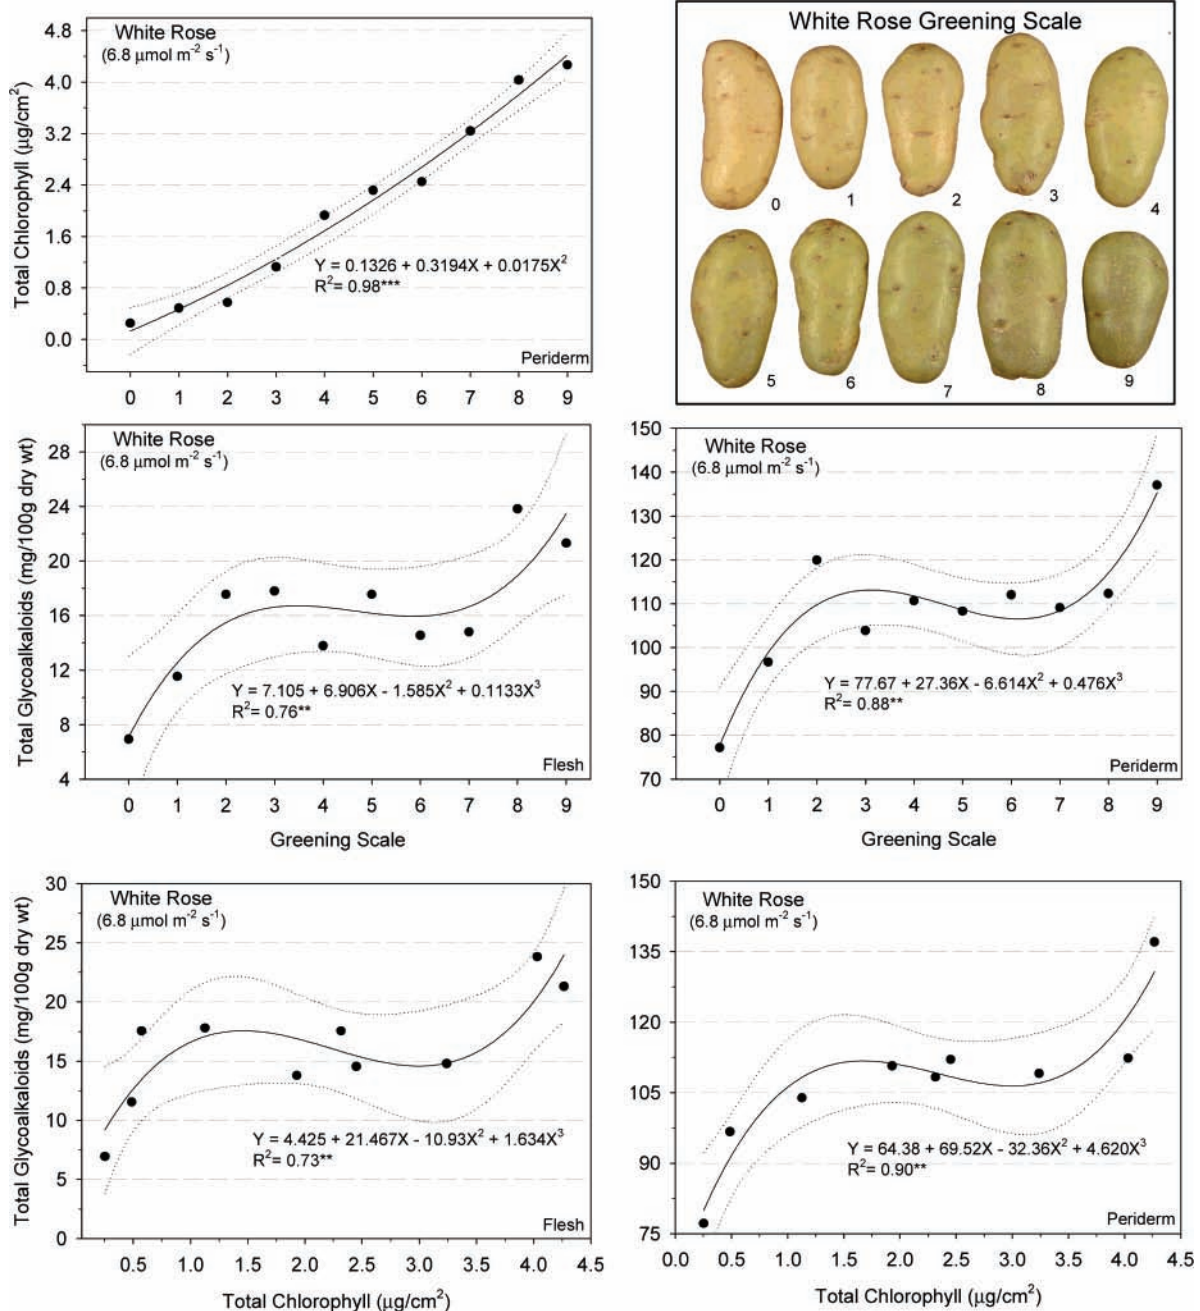 White Rose
(6.8 μmol m⁻² s⁻¹)
Total Chlorophyll (μg/cm²)
4.8
4.0
3.2
2.4
1.6
0.8
0.0
Y = 0.1326 + 0.3194X + 0.0175X²
R²= 0.98***
Periderm
0 1 2 3 4 5 6 7 8 9
White Rose Greening Scale
0 1 2 3 4
5 6 7 8 9
White Rose
(6.8 μmol m⁻² s⁻¹)
Total Glycoalkaloids (mg/100g dry wt)
28
24
20
16
12
8
4
Y = 7.105 + 6.906X - 1.585X² + 0.1133X³
R²= 0.76**
Flesh
0 1 2 3 4 5 6 7 8 9
Greening Scale
White Rose
(6.8 μmol m⁻² s⁻¹)
150
140
130
120
110
100
90
80
70
Y = 77.67 + 27.36X - 6.614X² + 0.476X³
R²= 0.88**
Periderm
0 1 2 3 4 5 6 7 8 9
Greening Scale
White Rose
(6.8 μmol m⁻² s⁻¹)
Total Glycoalkaloids (mg/100g dry wt)
30
25
20
15
10
5
0
Y = 4.425 + 21.467X - 10.93X² + 1.634X³
R²= 0.73**
Flesh
0.5 1.0 1.5 2.0 2.5 3.0 3.5 4.0 4.5
Total Chlorophyll (μg/cm²)
White Rose
(6.8 μmol m⁻² s⁻¹)
150
135
120
105
90
75
Y = 64.38 + 69.52X - 32.36X² + 4.620X³
R²= 0.90**
Periderm
0.0 0.5 1.0 1.5 2.0 2.5 3.0 3.5 4.0 4.5
Total Chlorophyll (μg/cm²)